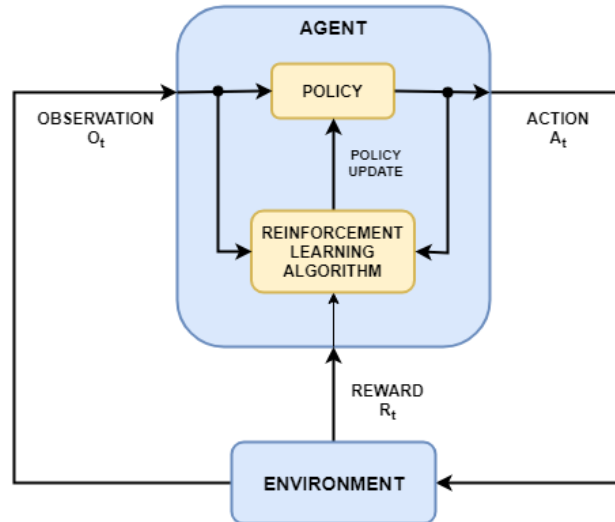 AGENT
POLICY
OBSERVATION
Oₜ
ACTION
Aₜ
POLICY
UPDATE
REINFORCEMENT
LEARNING
ALGORITHM
REWARD
Rₜ
ENVIRONMENT